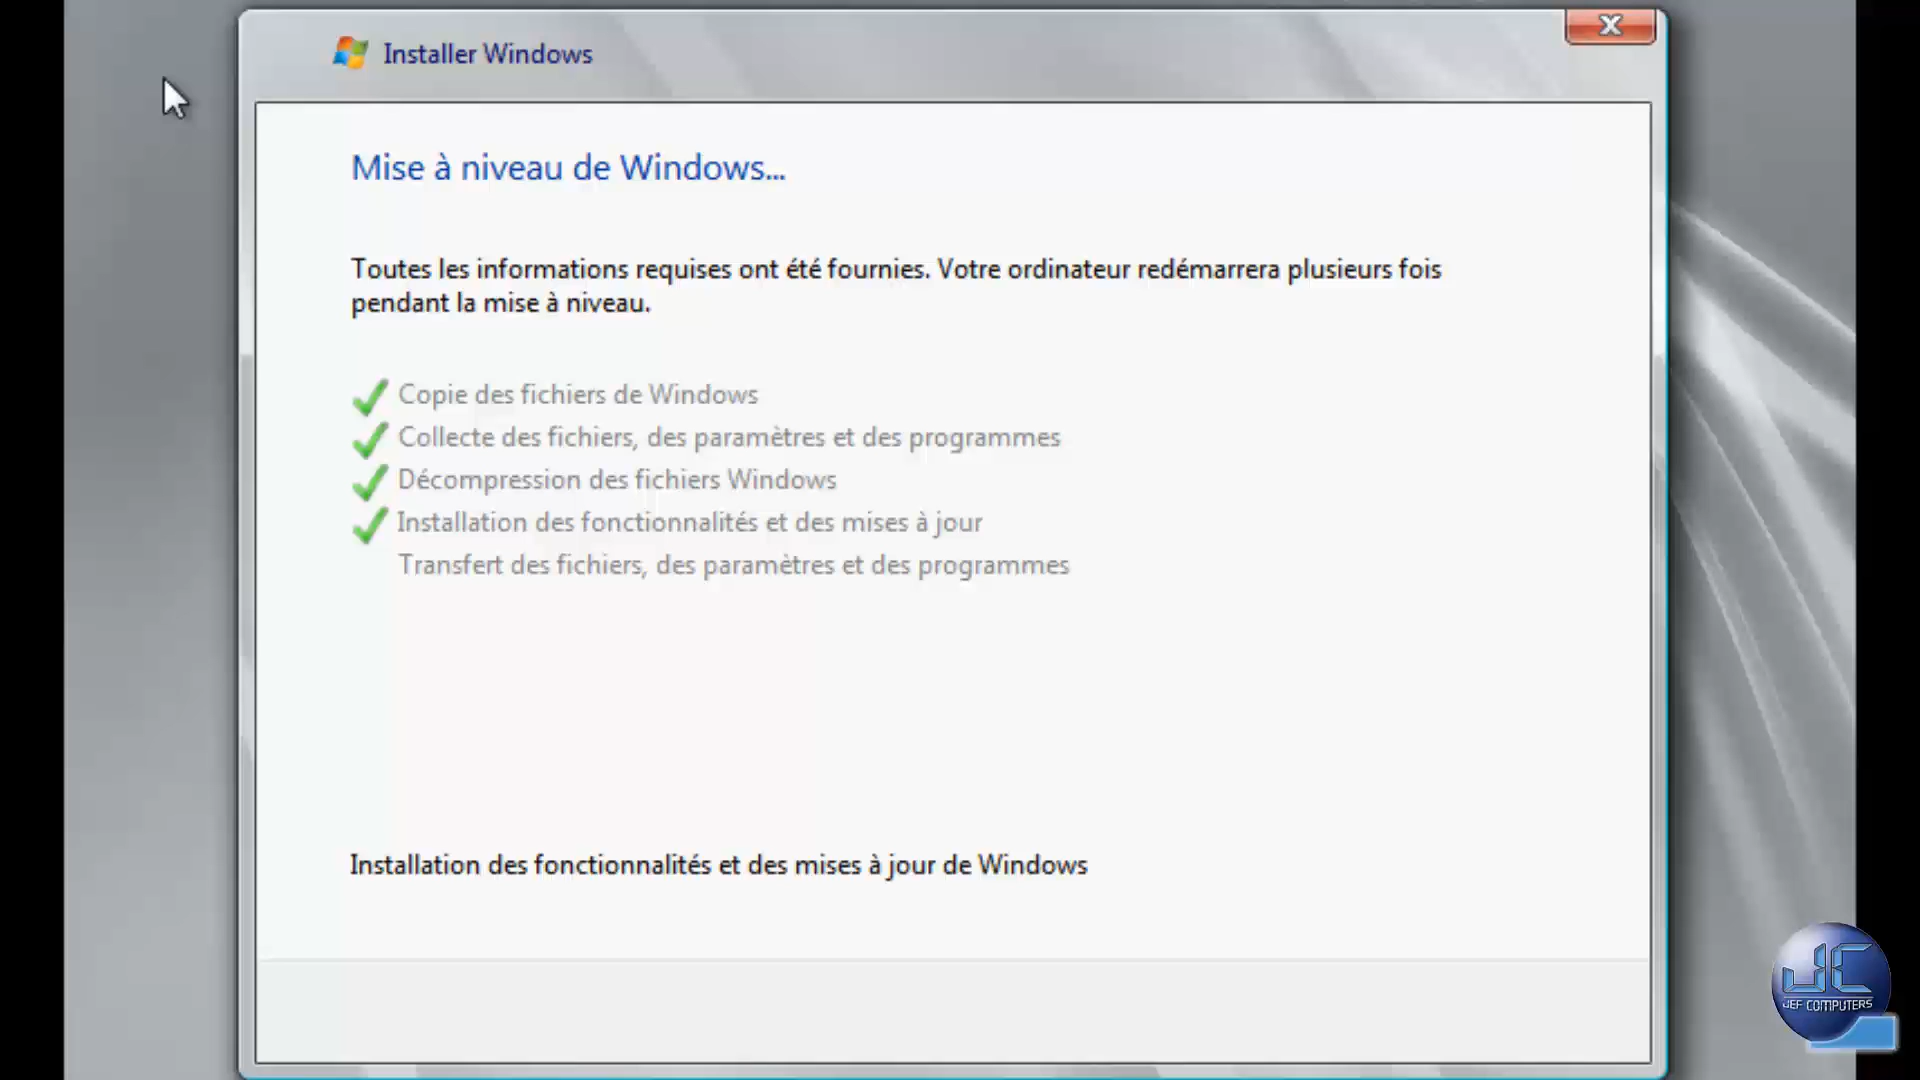 Installer Windows
Mise à niveau de Windows...
Toutes les informations requises ont été fournies. Votre ordinateur redémarrera plusieurs fois
pendant la mise à niveau.
Copie des fichiers de Windows
Collecte des fichiers, des paramètres et des programmes
Décompression des fichiers Windows
Installation des fonctionnalités et des mises à jour
Transfert des fichiers, des paramètres et des programmes
Installation des fonctionnalités et des mises à jour de Windows
JC
JEF COMPUTERS